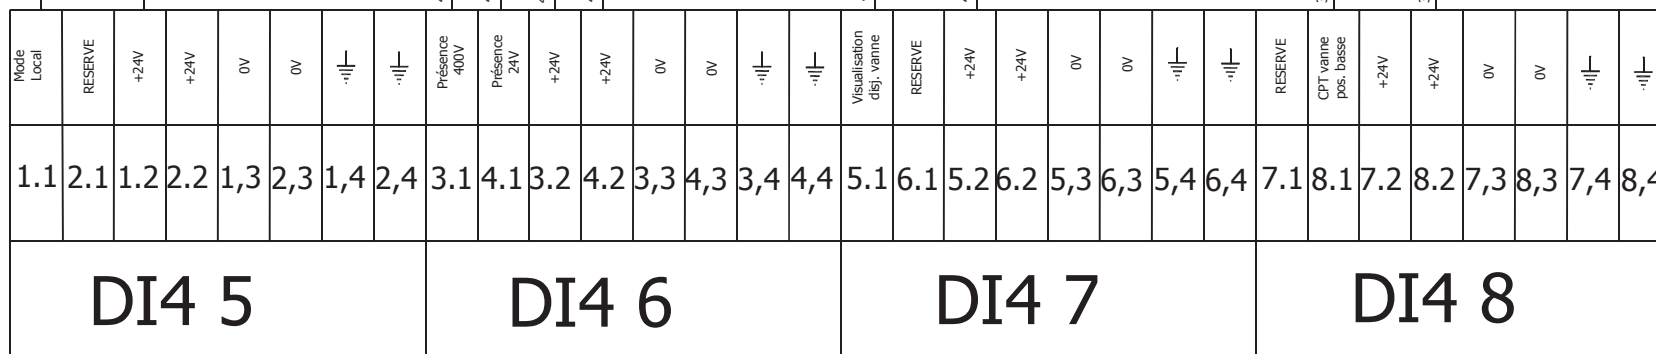 Mode Local RESERVE +24V +24V 0V 0V Présence 400V Présence 24V +24V +24V 0V 0V Visualisation disj. vanne RESERVE +24V +24V 0V 0V RESERVE CPT vanne pos. basse +24V +24V 0V 0V
1.1 2.1 1.2 2.2 1,3 2,3 1,4 2,4 3.1 4.1 3.2 4.2 3,3 4,3 3,4 4,4 5.1 6.1 5.2 6.2 5,3 6,3 5,4 6,4 7.1 8.1 7.2 8.2 7,3 8,3 7,4 8,4
DI4 5 DI4 6 DI4 7 DI4 8